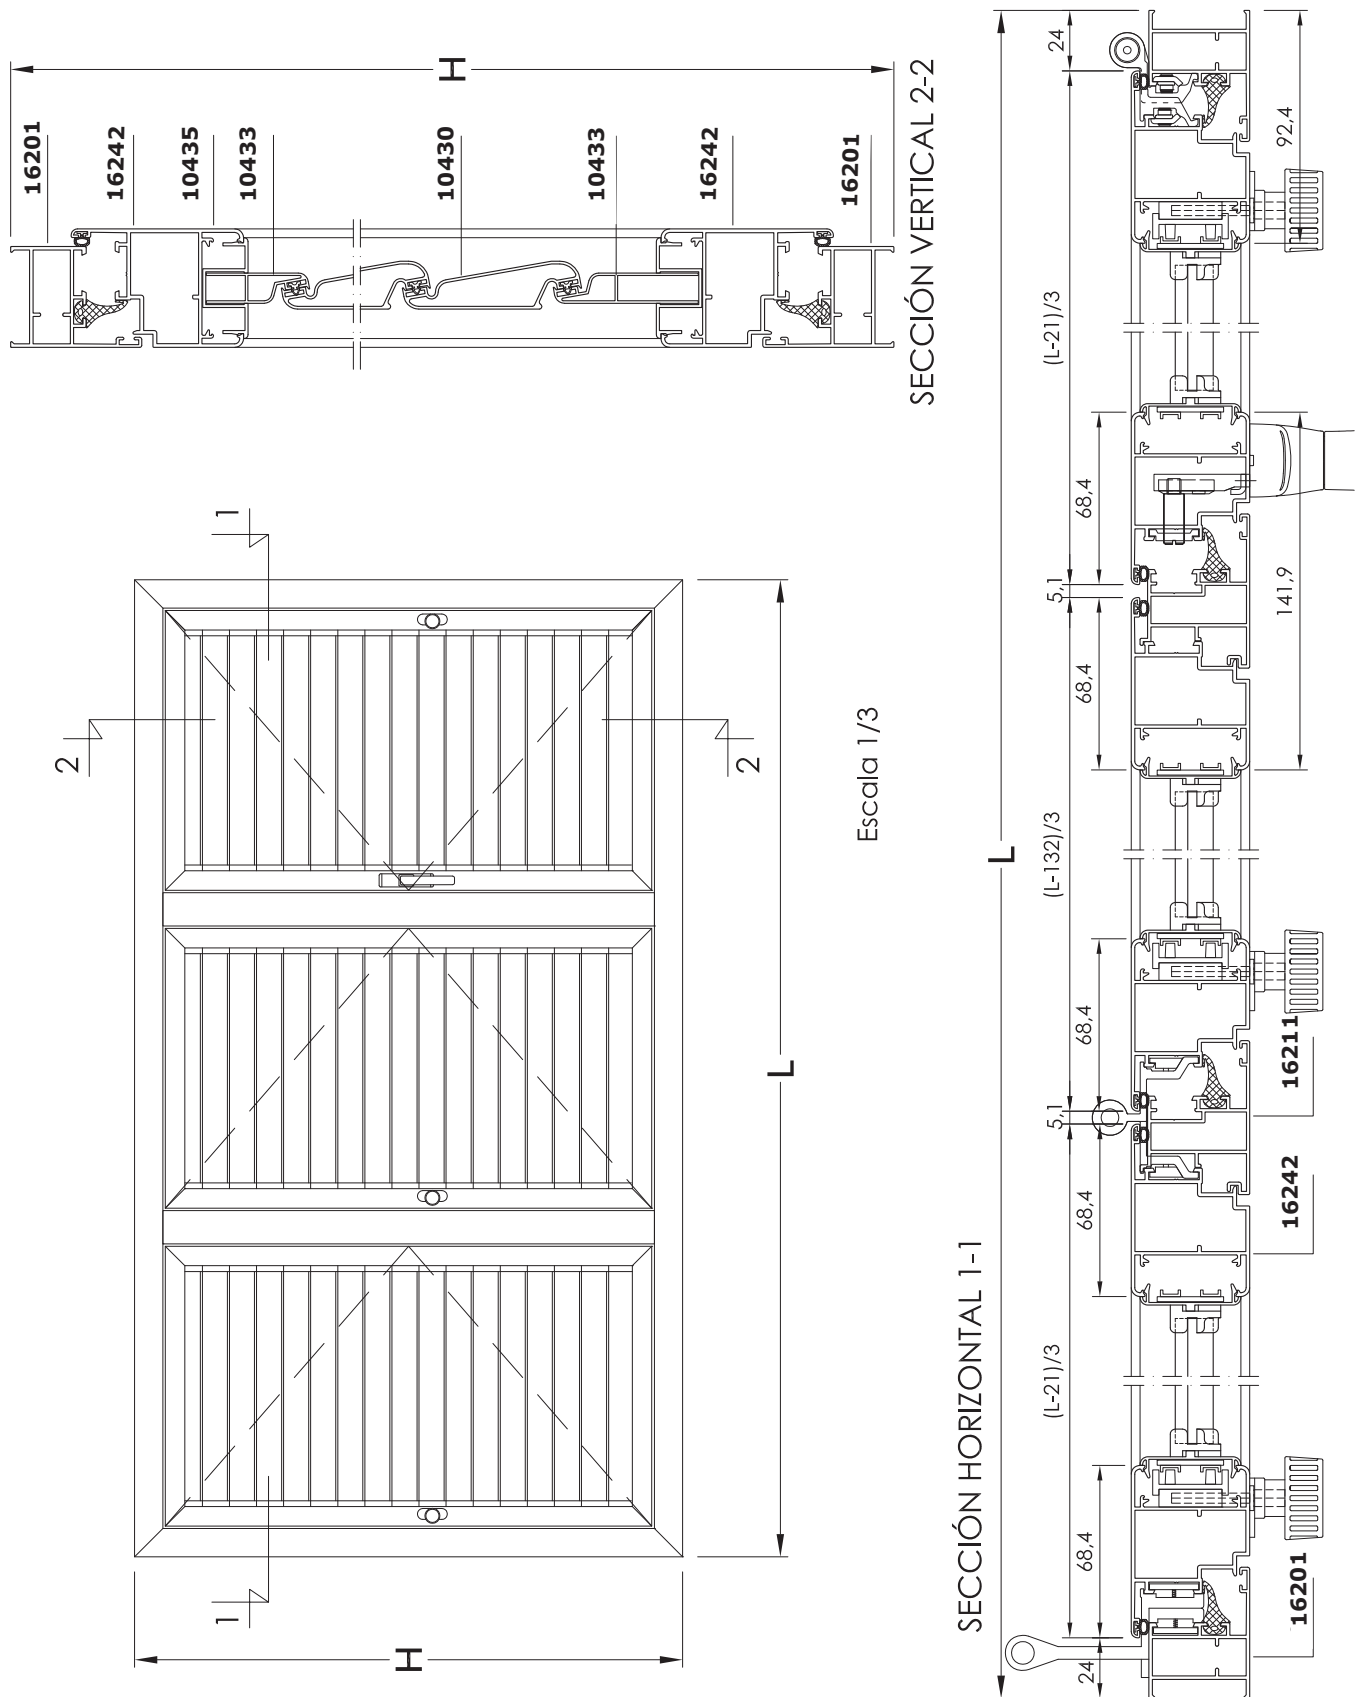 H
16201
16242
10435
10433
10430
10433
16242
16201
SECCIÓN VERTICAL 2-2
1
1
2
2
H
L
Escala 1/3
SECCIÓN HORIZONTAL 1-1
L
24
(L-21)/3
5,1
(L-132)/3
5,1
(L-21)/3
24
68,4
68,4
68,4
68,4
68,4
92,4
141,9
16211
16242
16201